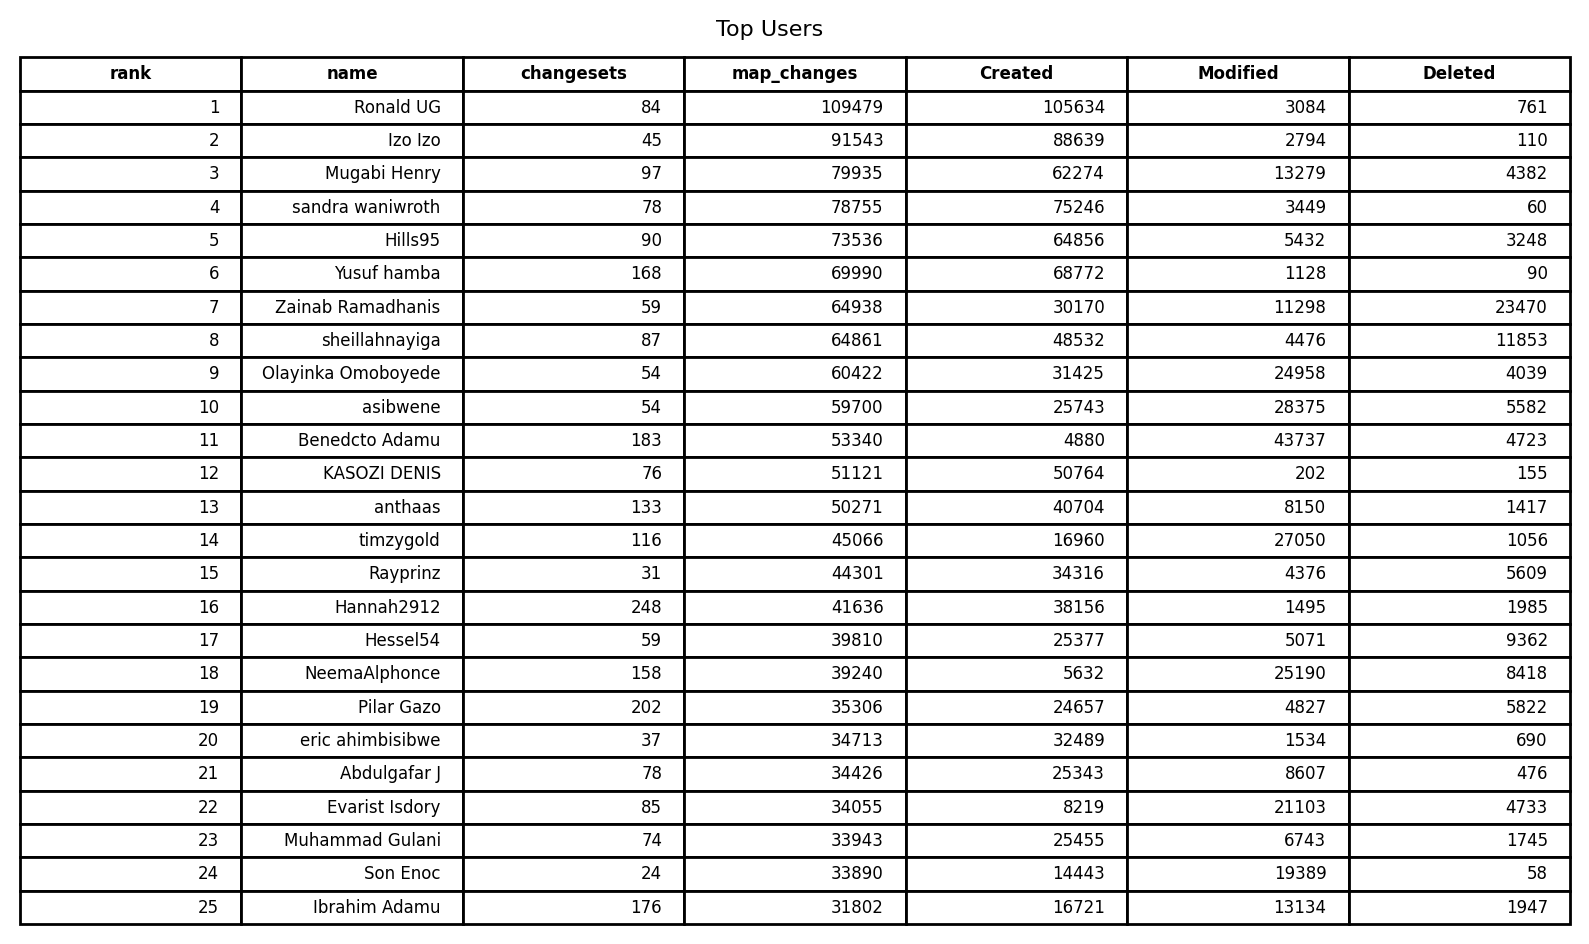 Top Users
rank name changesets map_changes Created Modified Deleted
1 Ronald UG 84 109479 105634 3084 761
2 Izo Izo 45 91543 88639 2794 110
3 Mugabi Henry 97 79935 62274 13279 4382
4 sandra waniwroth 78 78755 75246 3449 60
5 Hills95 90 73536 64856 5432 3248
6 Yusuf hamba 168 69990 68772 1128 90
7 Zainab Ramadhanis 59 64938 30170 11298 23470
8 sheillahnayiga 87 64861 48532 4476 11853
9 Olayinka Omoboyede 54 60422 31425 24958 4039
10 asibwene 54 59700 25743 28375 5582
11 Benedcto Adamu 183 53340 4880 43737 4723
12 KASOZI DENIS 76 51121 50764 202 155
13 anthaas 133 50271 40704 8150 1417
14 timzygold 116 45066 16960 27050 1056
15 Rayprinz 31 44301 34316 4376 5609
16 Hannah2912 248 41636 38156 1495 1985
17 Hessel54 59 39810 25377 5071 9362
18 NeemaAlphonce 158 39240 5632 25190 8418
19 Pilar Gazo 202 35306 24657 4827 5822
20 eric ahimbisibwe 37 34713 32489 1534 690
21 Abdulgafar J 78 34426 25343 8607 476
22 Evarist Isdory 85 34055 8219 21103 4733
23 Muhammad Gulani 74 33943 25455 6743 1745
24 Son Enoc 24 33890 14443 19389 58
25 Ibrahim Adamu 176 31802 16721 13134 1947